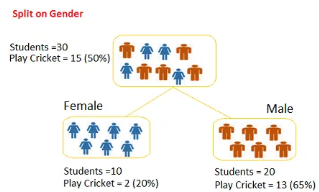 Split on Gender
Students =30
Play Cricket = 15 (50%)
Female
Male
Students =10
Play Cricket = 2 (20%)
Students = 20
Play Cricket = 13 (65%)